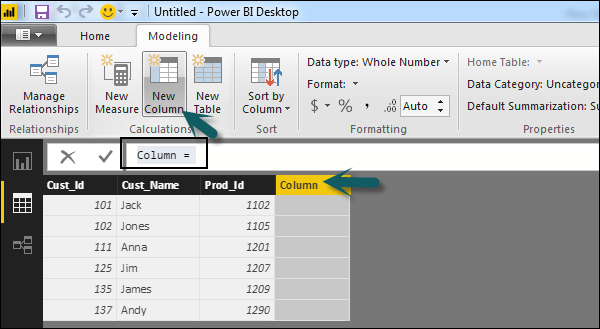 Untitled - Power BI Desktop
Home
Modeling
Manage
Relationships
New
Measure
New
Column
New
Table
Sort by
Column
Data type: Whole Number
Format:
$ % , .00 Auto
Home Table:
Data Category: Uncategor
Default Summarization: Su
Relationships
Calculations
Sort
Formatting
Properties
Column =
Cust_Id Cust_Name Prod_Id Column
101 Jack 1102
102 Jones 1105
111 Anna 1201
125 Jim 1207
135 James 1209
137 Andy 1290